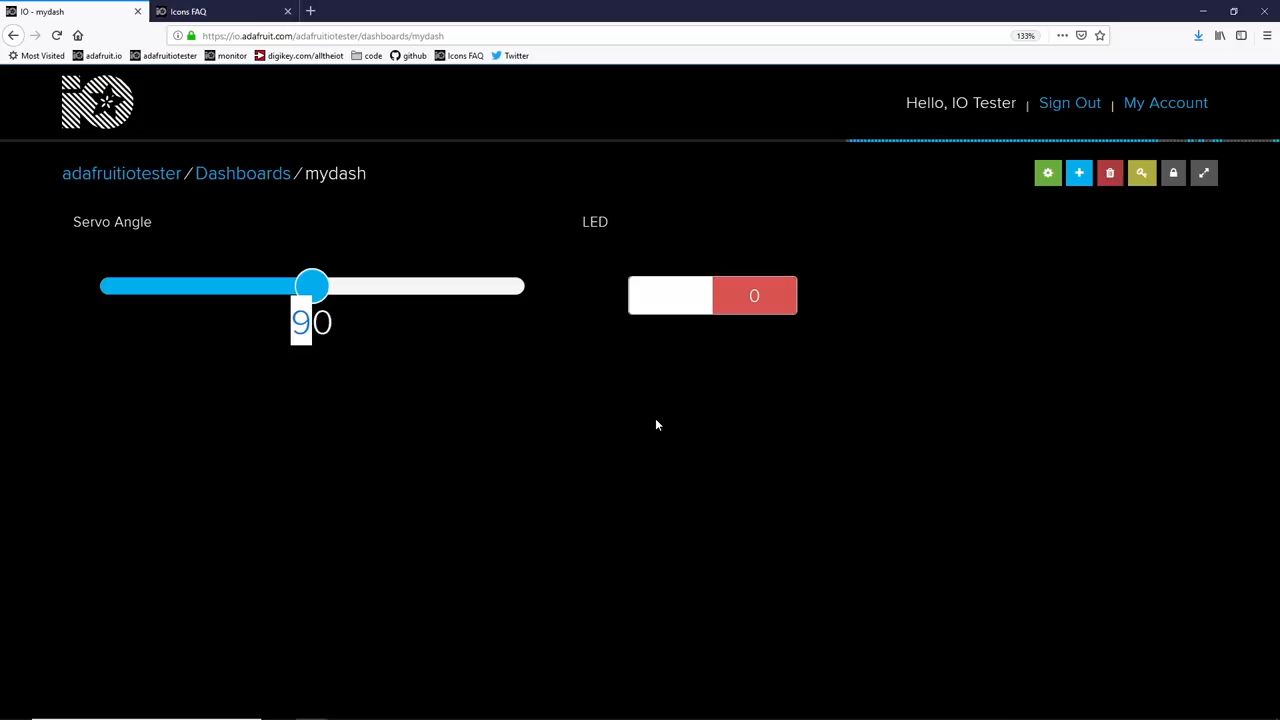 IO - mydash
Icons FAQ
https://io.adafruit.com/adafruitiotester/dashboards/mydash
133%
Most Visited
adafruit.io
adafruitiotester
monitor
digikey.com/alltheiot
code
github
Icons FAQ
Twitter
iO
Hello, IO Tester | Sign Out | My Account
adafruitiotester / Dashboards / mydash
Servo Angle
LED
90
0